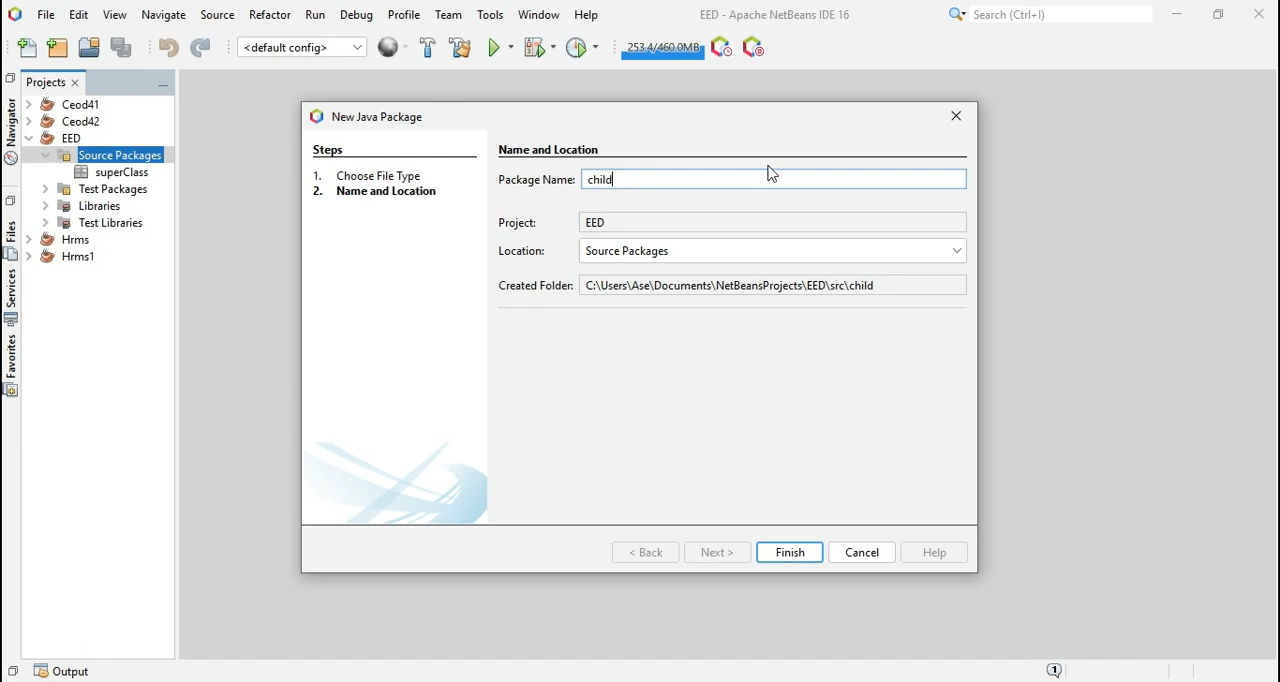 File Edit View Navigate Source Refactor Run Debug Profile Team Tools Window Help
EED - Apache NetBeans IDE 16
Search (Ctrl+I)
<default config>
253.4/460.0MB
Projects
Navigator
Files
Services
Favorites
Ceod41
Ceod42
EED
Source Packages
superClass
Test Packages
Libraries
Test Libraries
Hrms
Hrms1
New Java Package
Steps
1. Choose File Type
2. Name and Location
Name and Location
Package Name: child
Project: EED
Location: Source Packages
Created Folder: C:\Users\Ase\Documents\NetBeansProjects\EED\src\child
< Back Next > Finish Cancel Help
Output
1